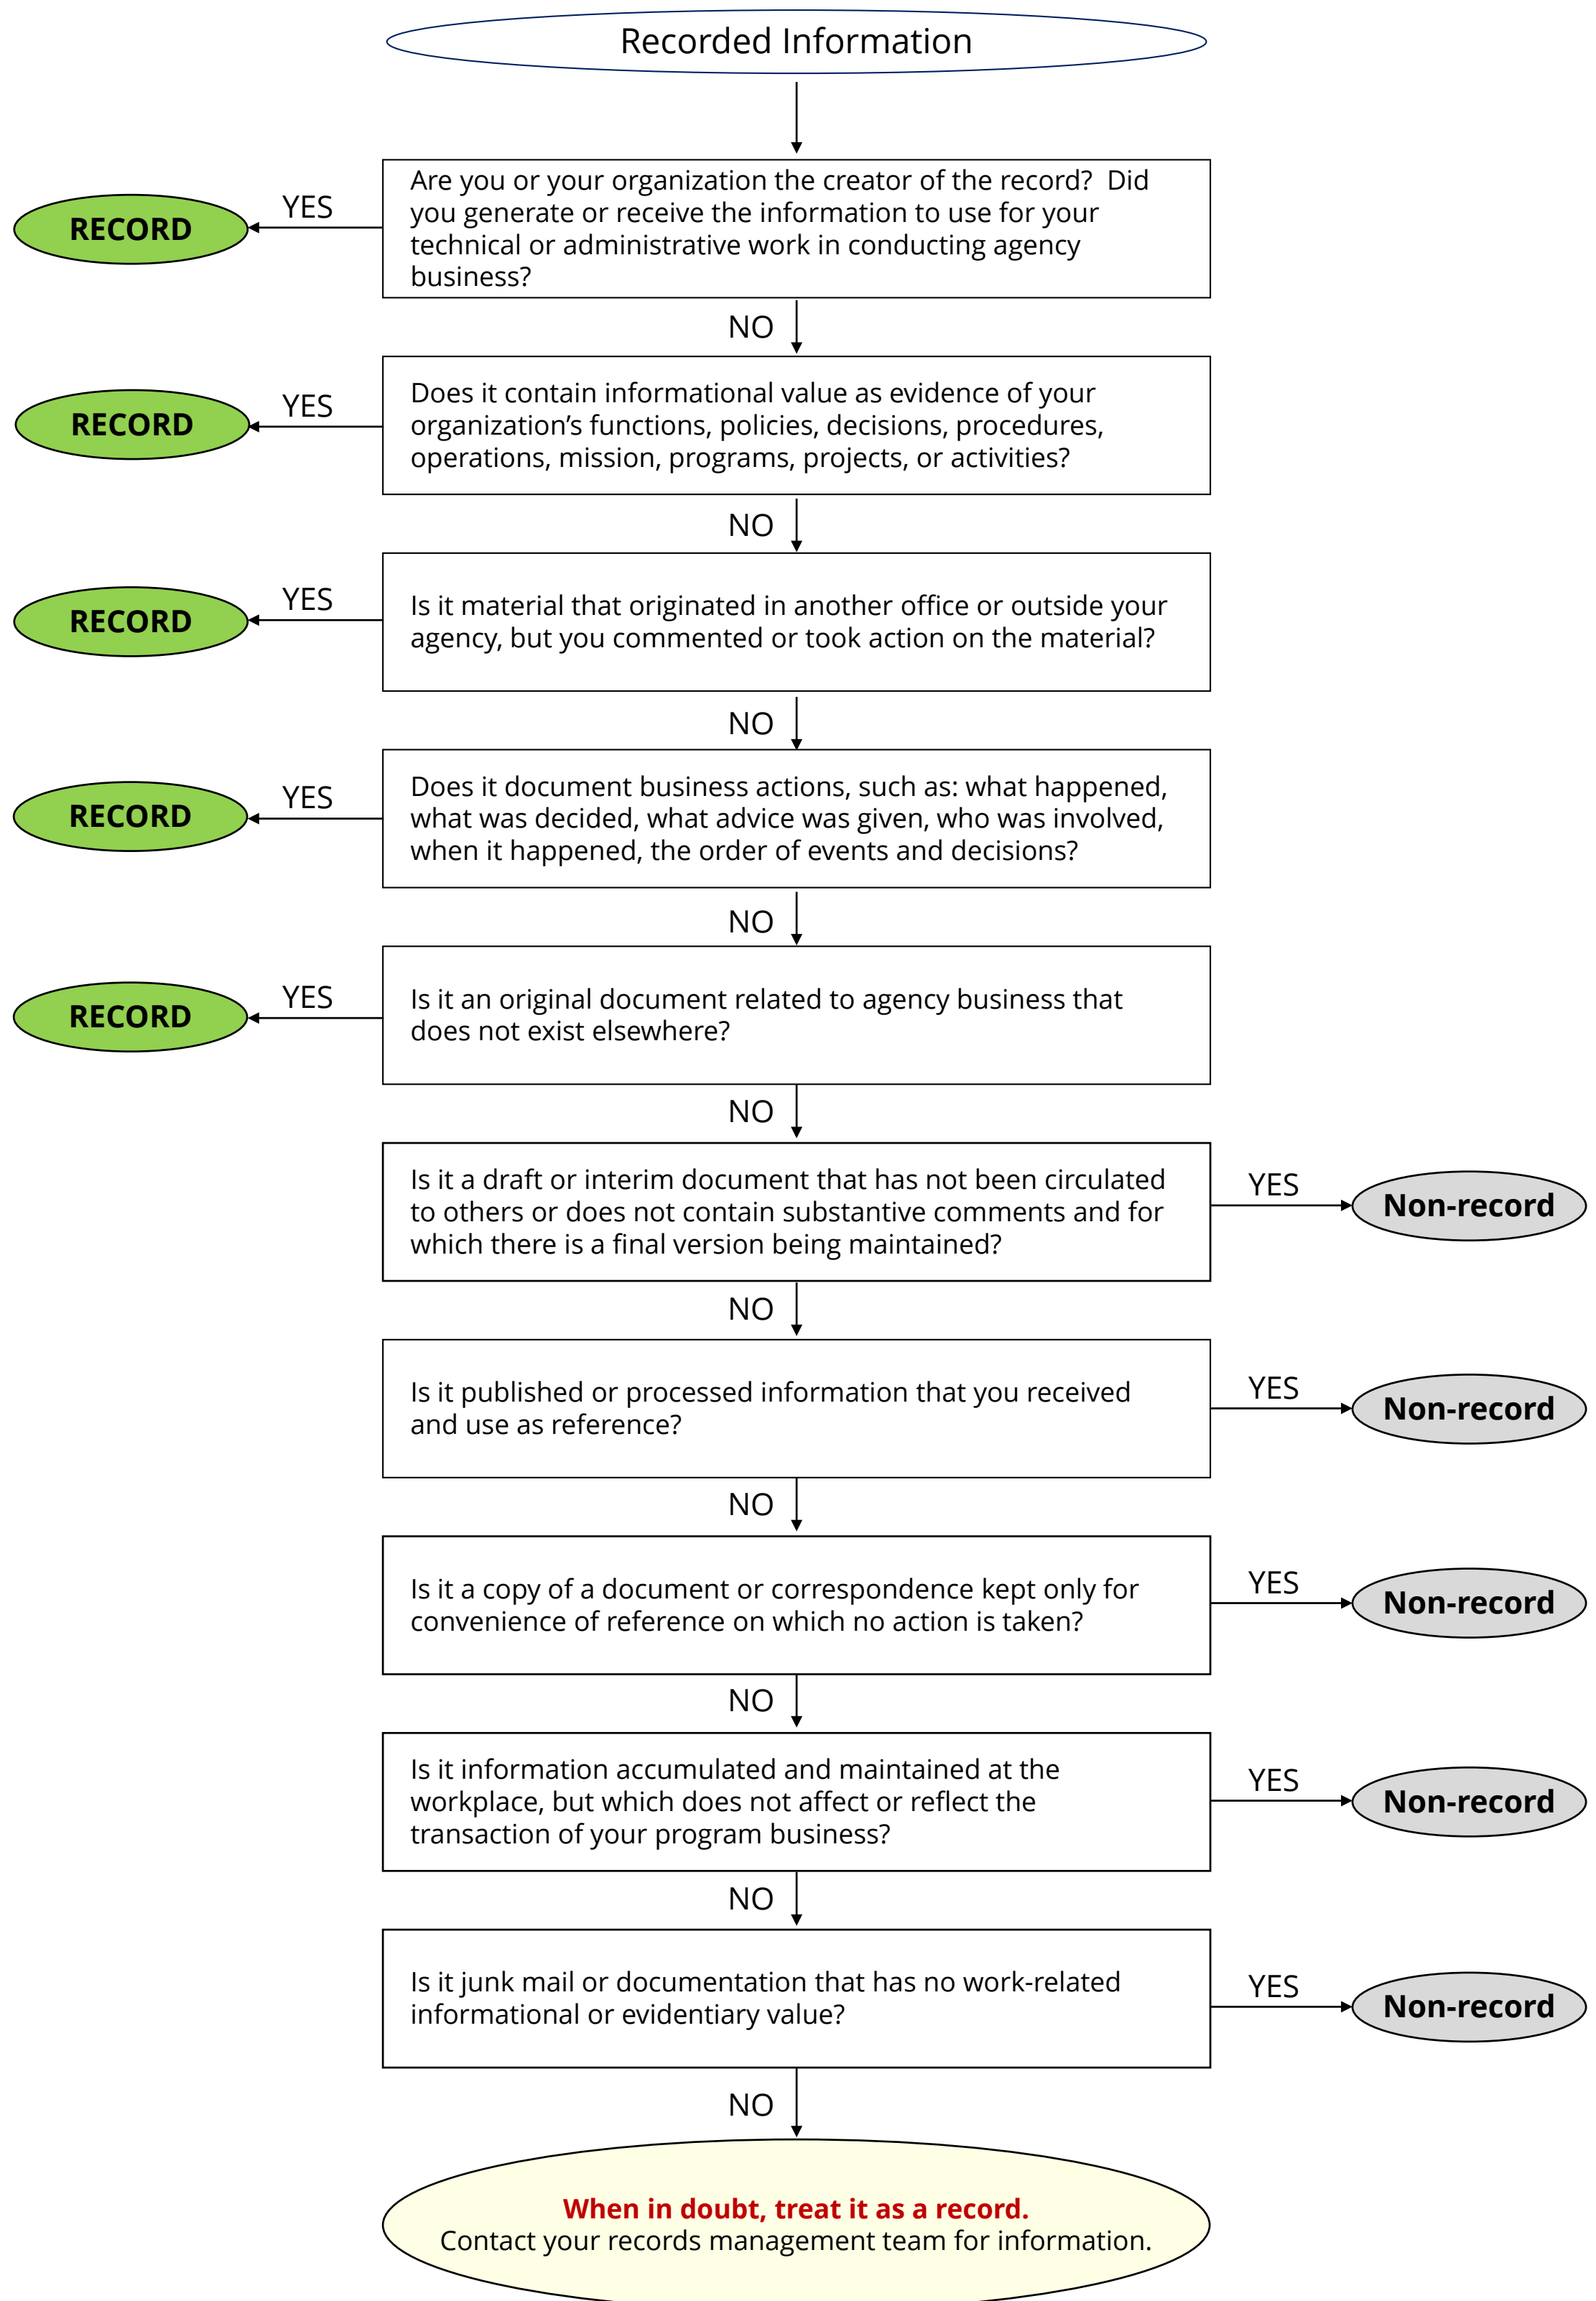 Recorded Information
Are you or your organization the creator of the record?  Did
you generate or receive the information to use for your
technical or administrative work in conducting agency
business?
YES
RECORD
NO
Does it contain informational value as evidence of your
organization’s functions, policies, decisions, procedures,
operations, mission, programs, projects, or activities?
YES
RECORD
NO
Is it material that originated in another office or outside your
agency, but you commented or took action on the material?
YES
RECORD
NO
Does it document business actions, such as: what happened,
what was decided, what advice was given, who was involved,
when it happened, the order of events and decisions?
YES
RECORD
NO
Is it an original document related to agency business that
does not exist elsewhere?
YES
RECORD
NO
Is it a draft or interim document that has not been circulated
to others or does not contain substantive comments and for
which there is a final version being maintained?
YES
Non-record
NO
Is it published or processed information that you received
and use as reference?
YES
Non-record
NO
Is it a copy of a document or correspondence kept only for
convenience of reference on which no action is taken?
YES
Non-record
NO
Is it information accumulated and maintained at the
workplace, but which does not affect or reflect the
transaction of your program business?
YES
Non-record
NO
Is it junk mail or documentation that has no work-related
informational or evidentiary value?
YES
Non-record
NO
When in doubt, treat it as a record.
Contact your records management team for information.